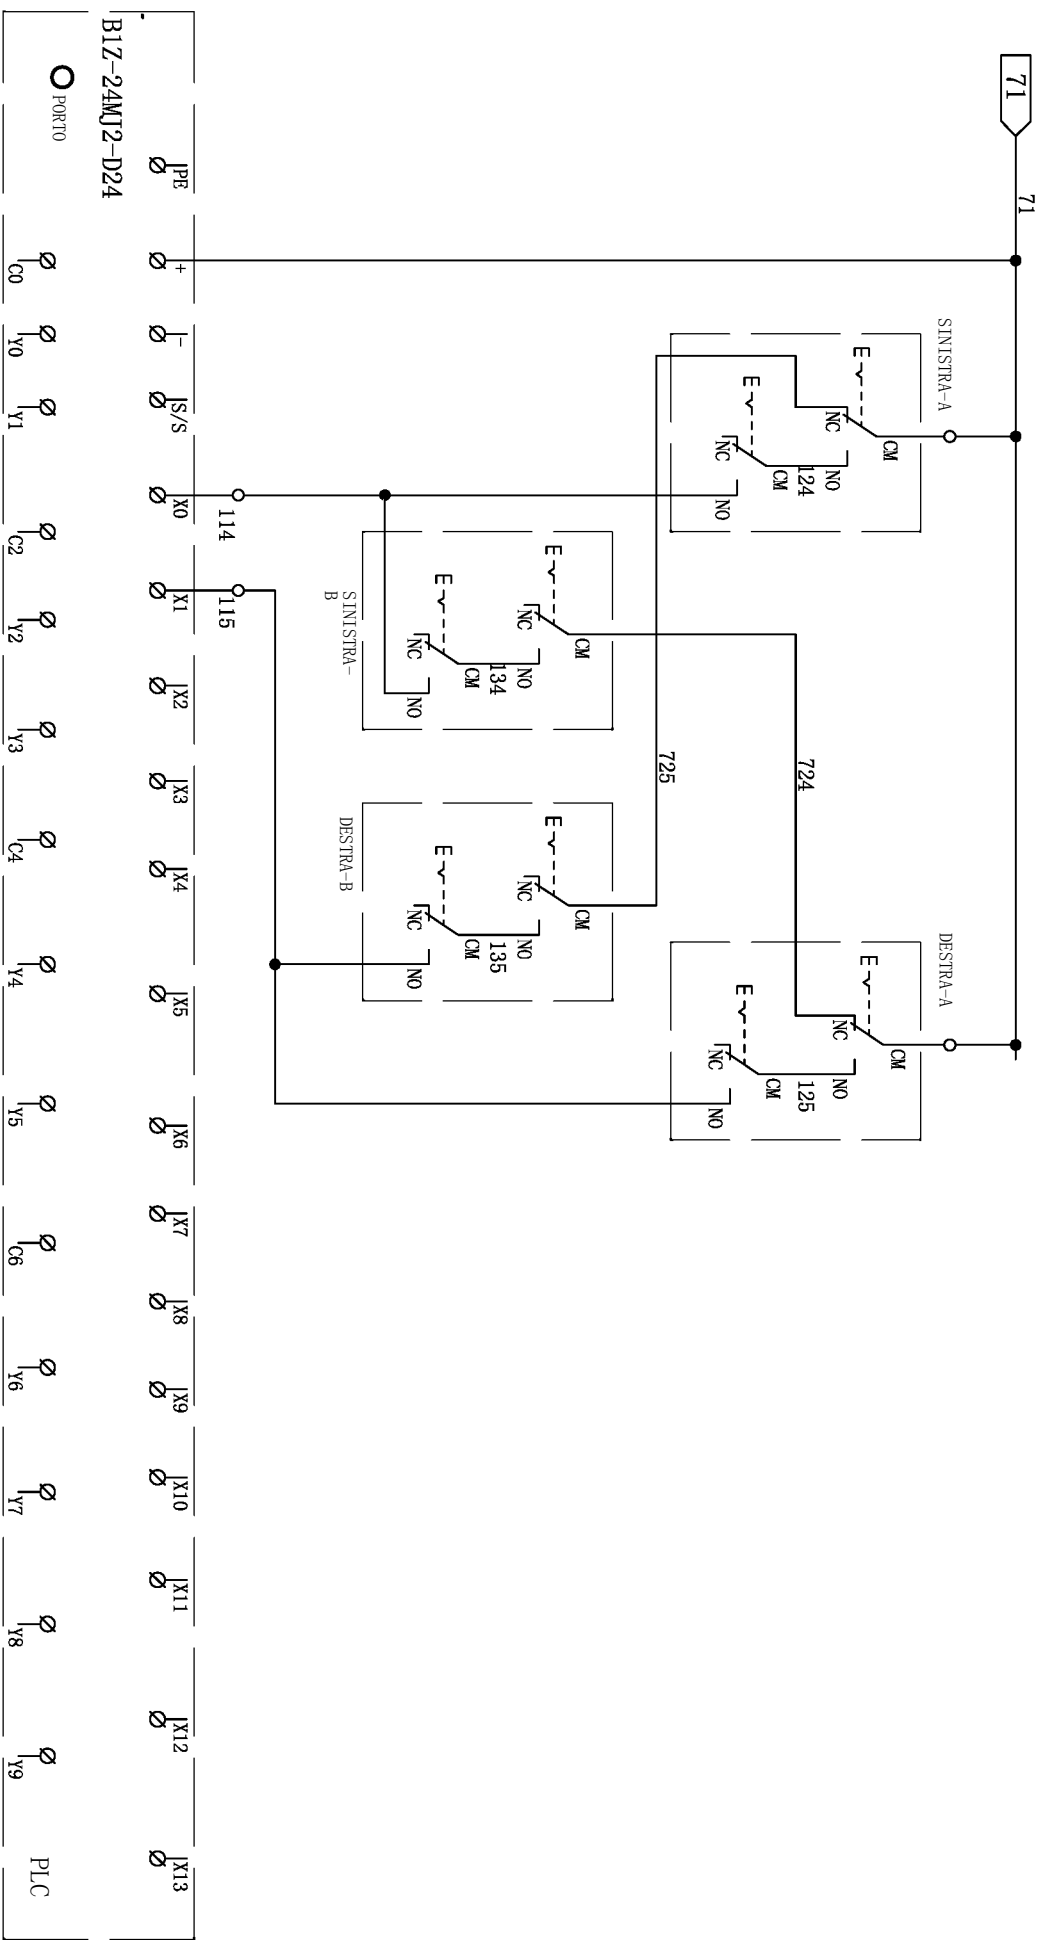 71
71
SINISTRA-A
NC
CM
NO
124
NC
CM
NO
DESTRA-A
NC
CM
NO
125
NC
CM
NO
724
725
SINISTRA-
B
NC
CM
NO
134
NC
CM
NO
DESTRA-B
NC
CM
NO
135
NC
CM
NO
114
115
PE
+
-
S/S
X0
X1
X2
X3
X4
X5
X6
X7
X8
X9
X10
X11
X12
X13
B1Z-24MJ2-D24
PORTO
PLC
C0
Y0
Y1
C2
Y2
Y3
C4
Y4
Y5
C6
Y6
Y7
Y8
Y9